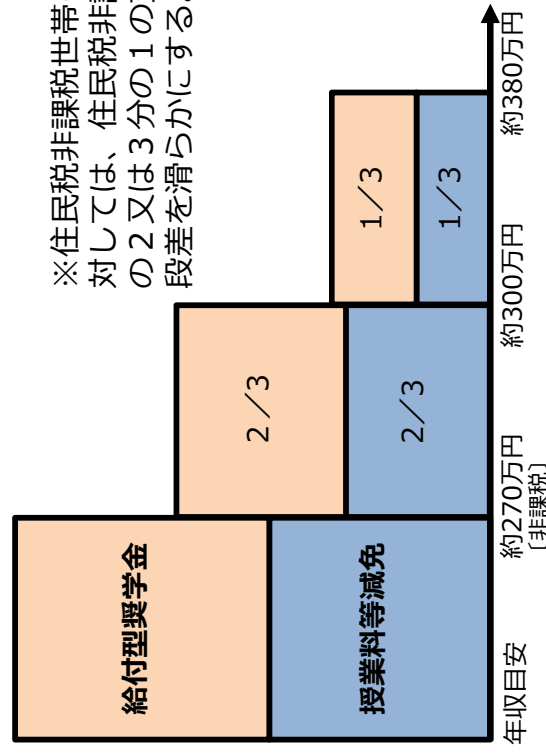 ※住民税非課税世帯
対しては、住民税非
の２又は３分の１の
段差を滑らかにする。
給付型奨学金
授業料等減免
２／３
２／３
１／３
１／３
年収目安
約270万円
〔非課税〕
約300万円
約380万円